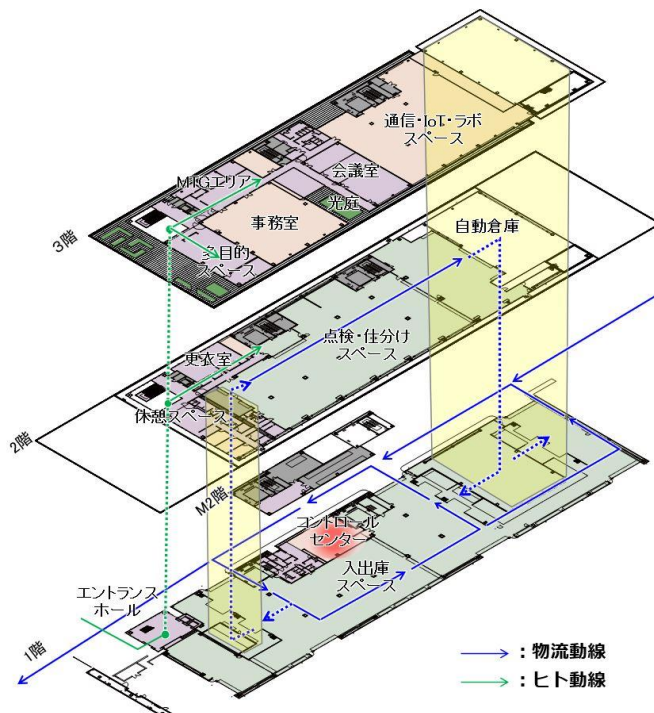 通信・IoT・ラボ
スペース
会議室
MTGエリア
光庭
事務室
多目的
スペース
3階
自動倉庫
点検・仕分け
スペース
更衣室
休憩スペース
2階
M2階
コントロール
センター
入出庫
スペース
エントランス
ホール
1階
:物流動線
:ヒト動線